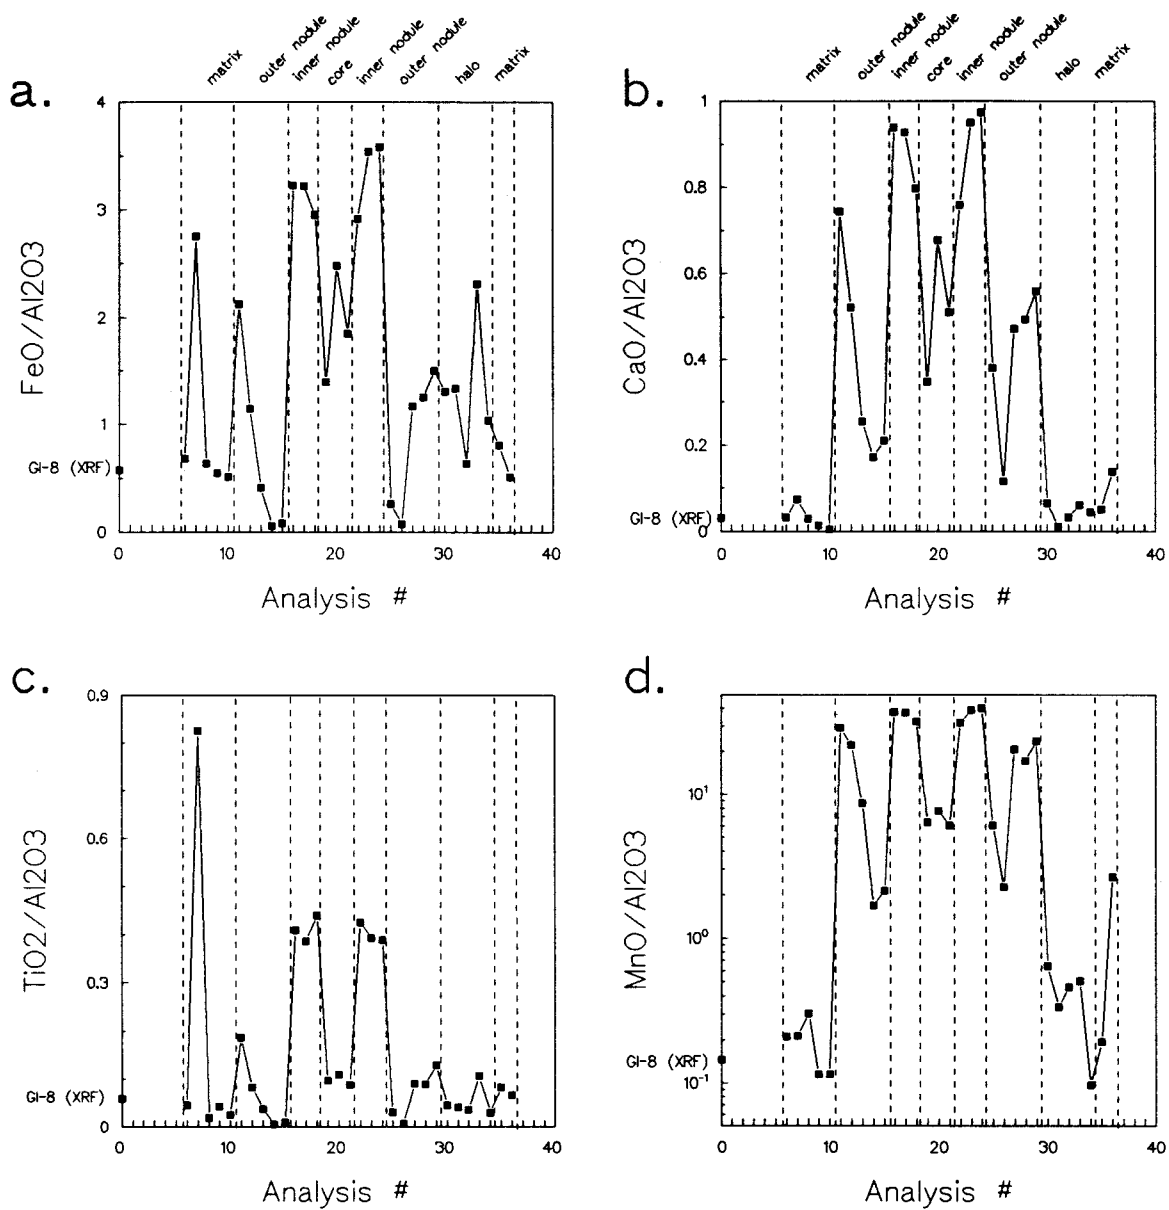 matrix outer nodule inner nodule core inner nodule outer nodule halo matrix
a.
4
3
2
1
0
FeO/Al2O3
GI-8 (XRF)
0 10 20 30 40
Analysis #
matrix outer nodule inner nodule core inner nodule outer nodule halo matrix
b.
1
0.8
0.6
0.4
0.2
0
CaO/Al2O3
GI-8 (XRF)
0 10 20 30 40
Analysis #
c.
0.9
0.6
0.3
0
TiO2/Al2O3
GI-8 (XRF)
0 10 20 30 40
Analysis #
d.
10¹
10⁰
10⁻¹
MnO/Al2O3
GI-8 (XRF)
0 10 20 30 40
Analysis #